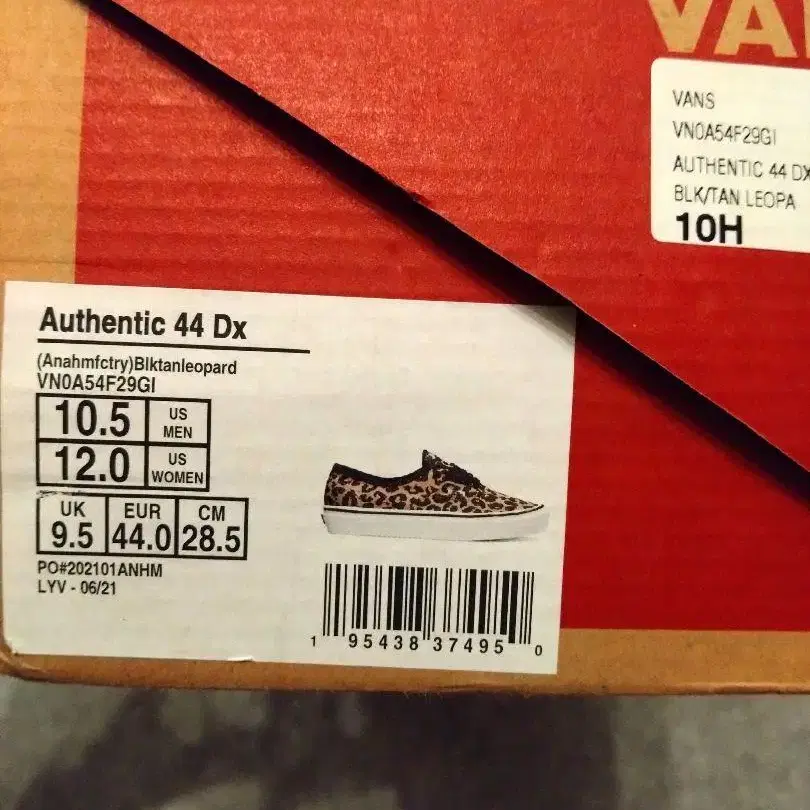 VA
VANS
VN0A54F29GI
AUTHENTIC 44 DX
BLK/TAN LEOPA
10H
Authentic 44 Dx
(Anahmfctry)Blktanleopard
VN0A54F29GI
10.5 US MEN
12.0 US WOMEN
UK EUR CM
9.5 44.0 28.5
PO#202101ANHM
LYV - 06/21
1 95438 37495 0